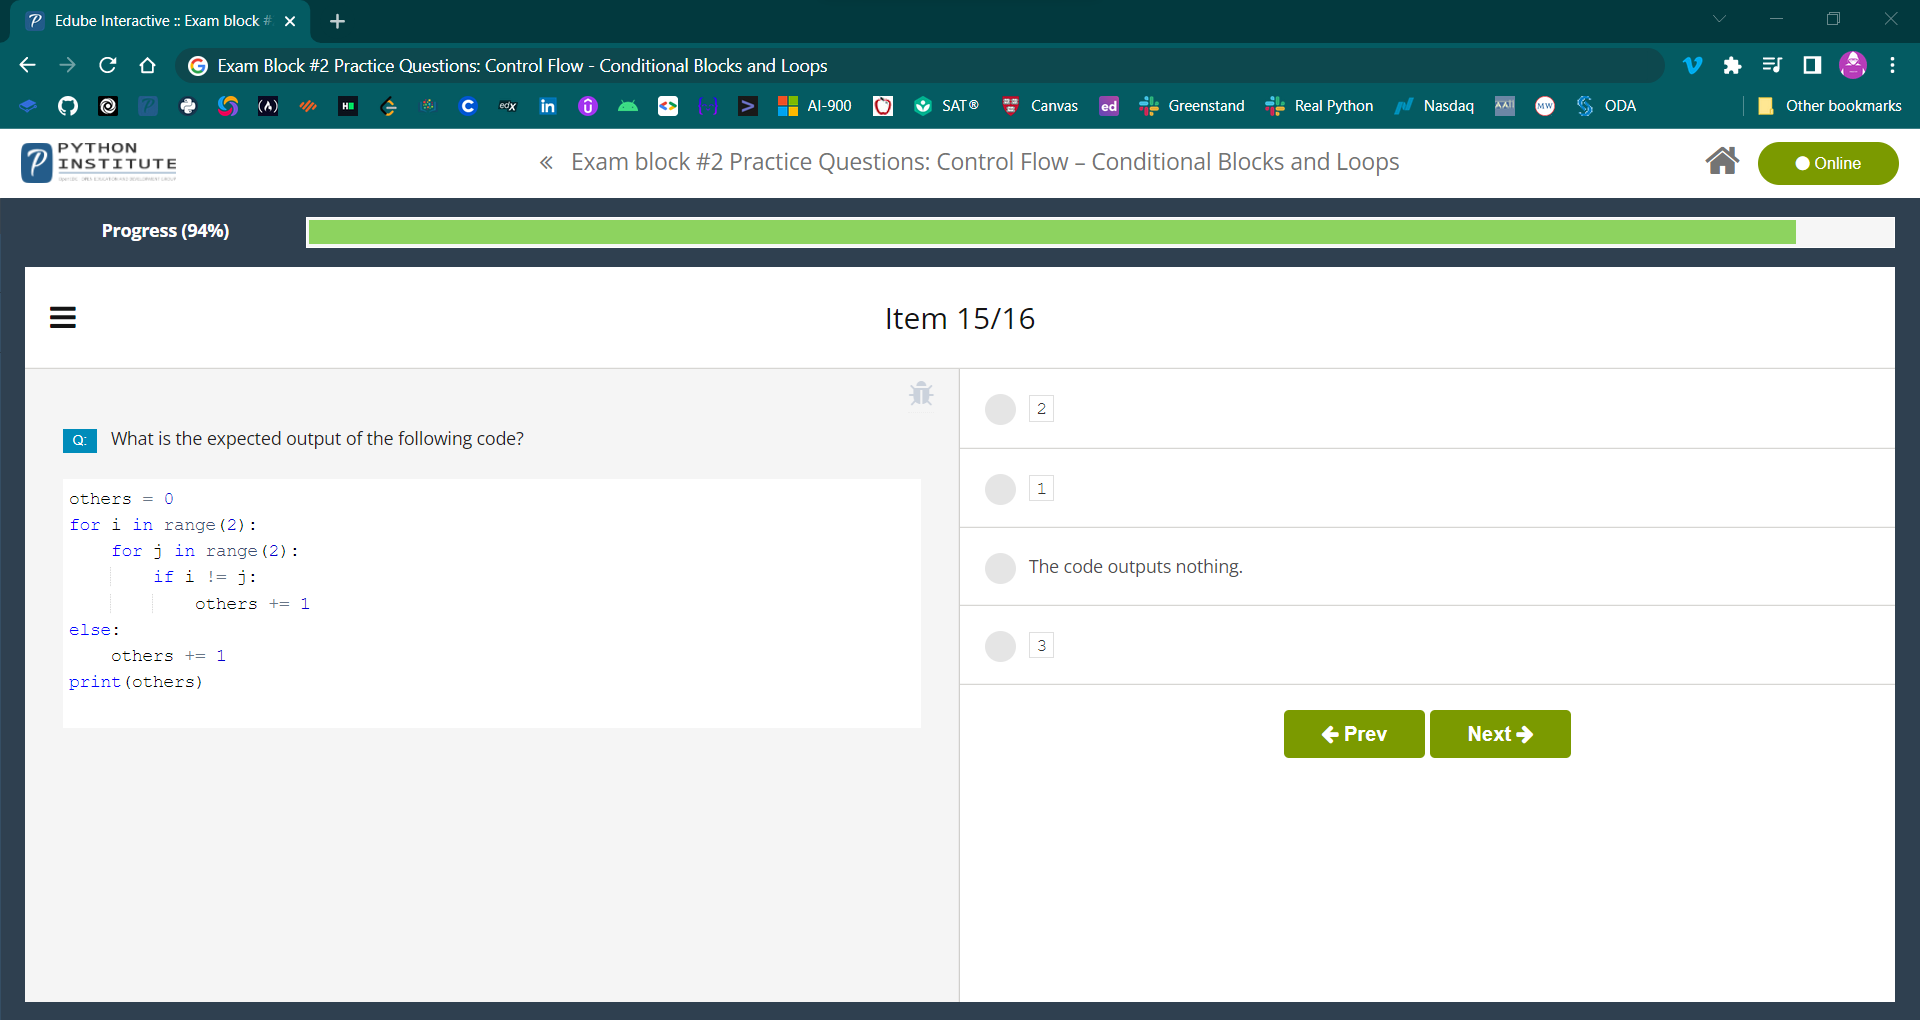 Edube Interactive :: Exam block #
Exam Block #2 Practice Questions: Control Flow - Conditional Blocks and Loops
edx
in
AI-900
SAT®
Canvas
ed
Greenstand
Real Python
Nasdaq
MW
ODA
Other bookmarks
PYTHON
INSTITUTE
« Exam block #2 Practice Questions: Control Flow – Conditional Blocks and Loops
Online
Progress (94%)
Item 15/16
Q: What is the expected output of the following code?
others = 0
for i in range(2):
    for j in range(2):
        if i != j:
            others += 1
else:
    others += 1
print(others)
2
1
The code outputs nothing.
3
Prev
Next